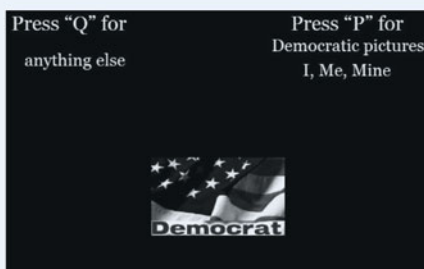 Press “Q” for
anything else
Press “P” for
Democratic pictures
I, Me, Mine
Democrat